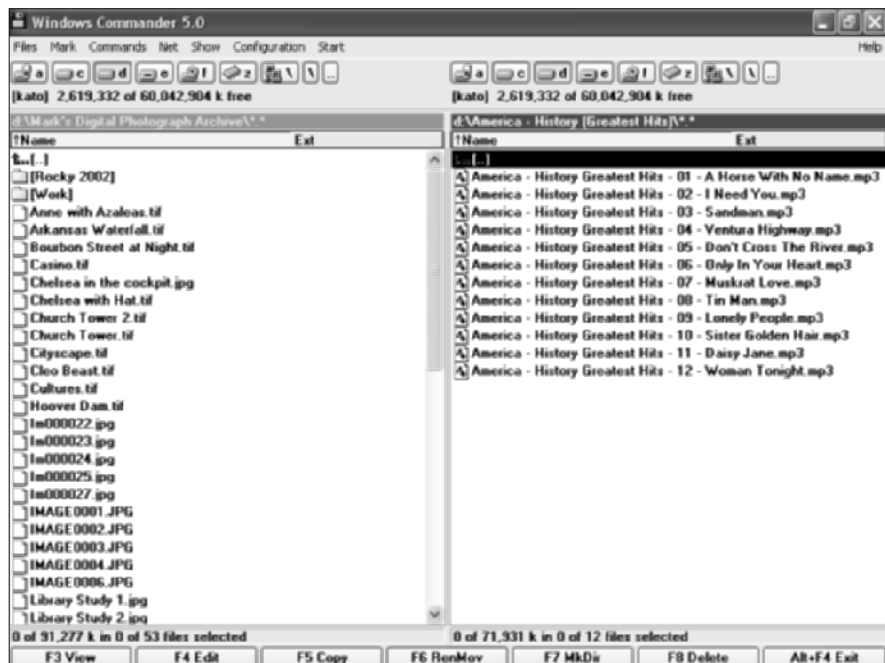 Windows Commander 5.0
Files Mark Commands Net Show Configuration Start Help
a c d e f z \ \ ..
[kato] 2,619,332 of 60,042,904 k free
d:\Mark's Digital Photograph Archive\*.*
↑Name Ext
[..]
[Rocky 2002]
[Work]
Anne with Azaleas.tif
Arkansas Waterfall.tif
Bourbon Street at Night.tif
Casino.tif
Chelsea in the cockpit.jpg
Chelsea with Hat.tif
Church Tower 2.tif
Church Tower.tif
Cityscape.tif
Cleo Beast.tif
Cultures.tif
Hoover Dam.tif
Im000022.jpg
Im000023.jpg
Im000024.jpg
Im000025.jpg
Im000027.jpg
IMAGE0001.JPG
IMAGE0002.JPG
IMAGE0003.JPG
IMAGE0004.JPG
IMAGE0006.JPG
Library Study 1.jpg
Library Study 2.jpg
0 of 91,277 k in 0 of 53 files selected
a c d e f z \ \ ..
[kato] 2,619,332 of 60,042,904 k free
d:\America - History (Greatest Hits)\*.*
↑Name Ext
[..]
America - History Greatest Hits - 01 - A Horse With No Name.mp3
America - History Greatest Hits - 02 - I Need You.mp3
America - History Greatest Hits - 03 - Sandman.mp3
America - History Greatest Hits - 04 - Ventura Highway.mp3
America - History Greatest Hits - 05 - Don't Cross The River.mp3
America - History Greatest Hits - 06 - Only In Your Heart.mp3
America - History Greatest Hits - 07 - Muskrat Love.mp3
America - History Greatest Hits - 08 - Tin Man.mp3
America - History Greatest Hits - 09 - Lonely People.mp3
America - History Greatest Hits - 10 - Sister Golden Hair.mp3
America - History Greatest Hits - 11 - Daisy Jane.mp3
America - History Greatest Hits - 12 - Woman Tonight.mp3
0 of 71,931 k in 0 of 12 files selected
F3 View F4 Edit F5 Copy F6 RenMov F7 MkDir F8 Delete Alt+F4 Exit